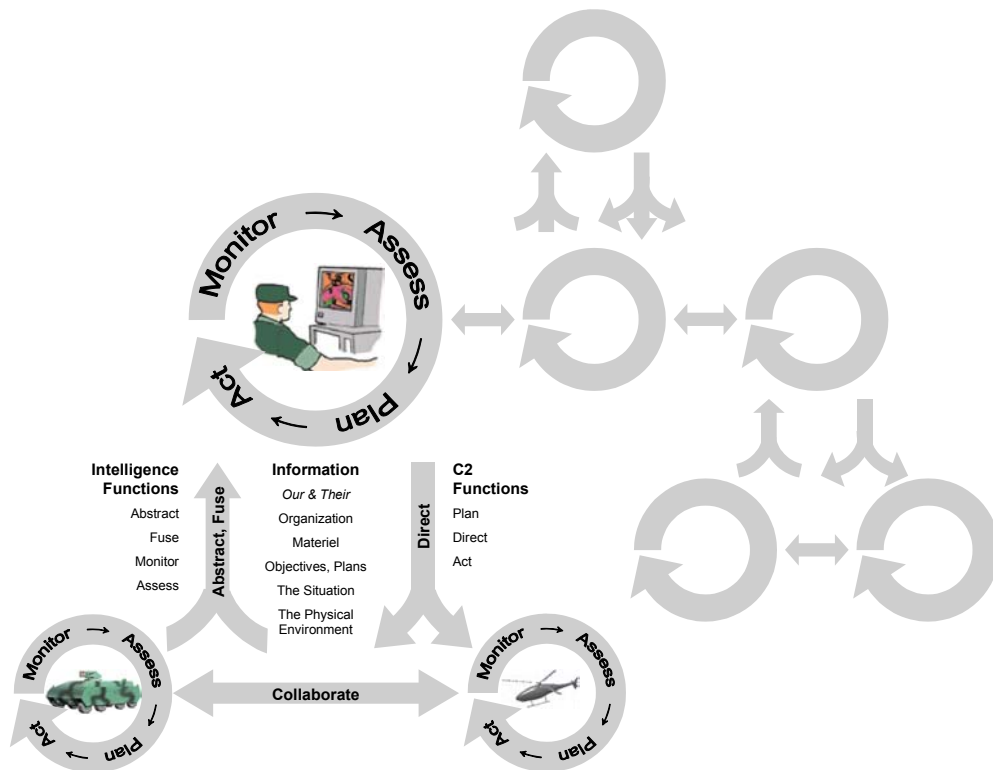 Monitor
Assess
Plan
Act
Intelligence
Functions
Abstract
Fuse
Monitor
Assess
Abstract, Fuse
Information
Our & Their
Organization
Materiel
Objectives, Plans
The Situation
The Physical
Environment
Direct
C2
Functions
Plan
Direct
Act
Monitor
Assess
Plan
Act
Collaborate
Monitor
Assess
Plan
Act